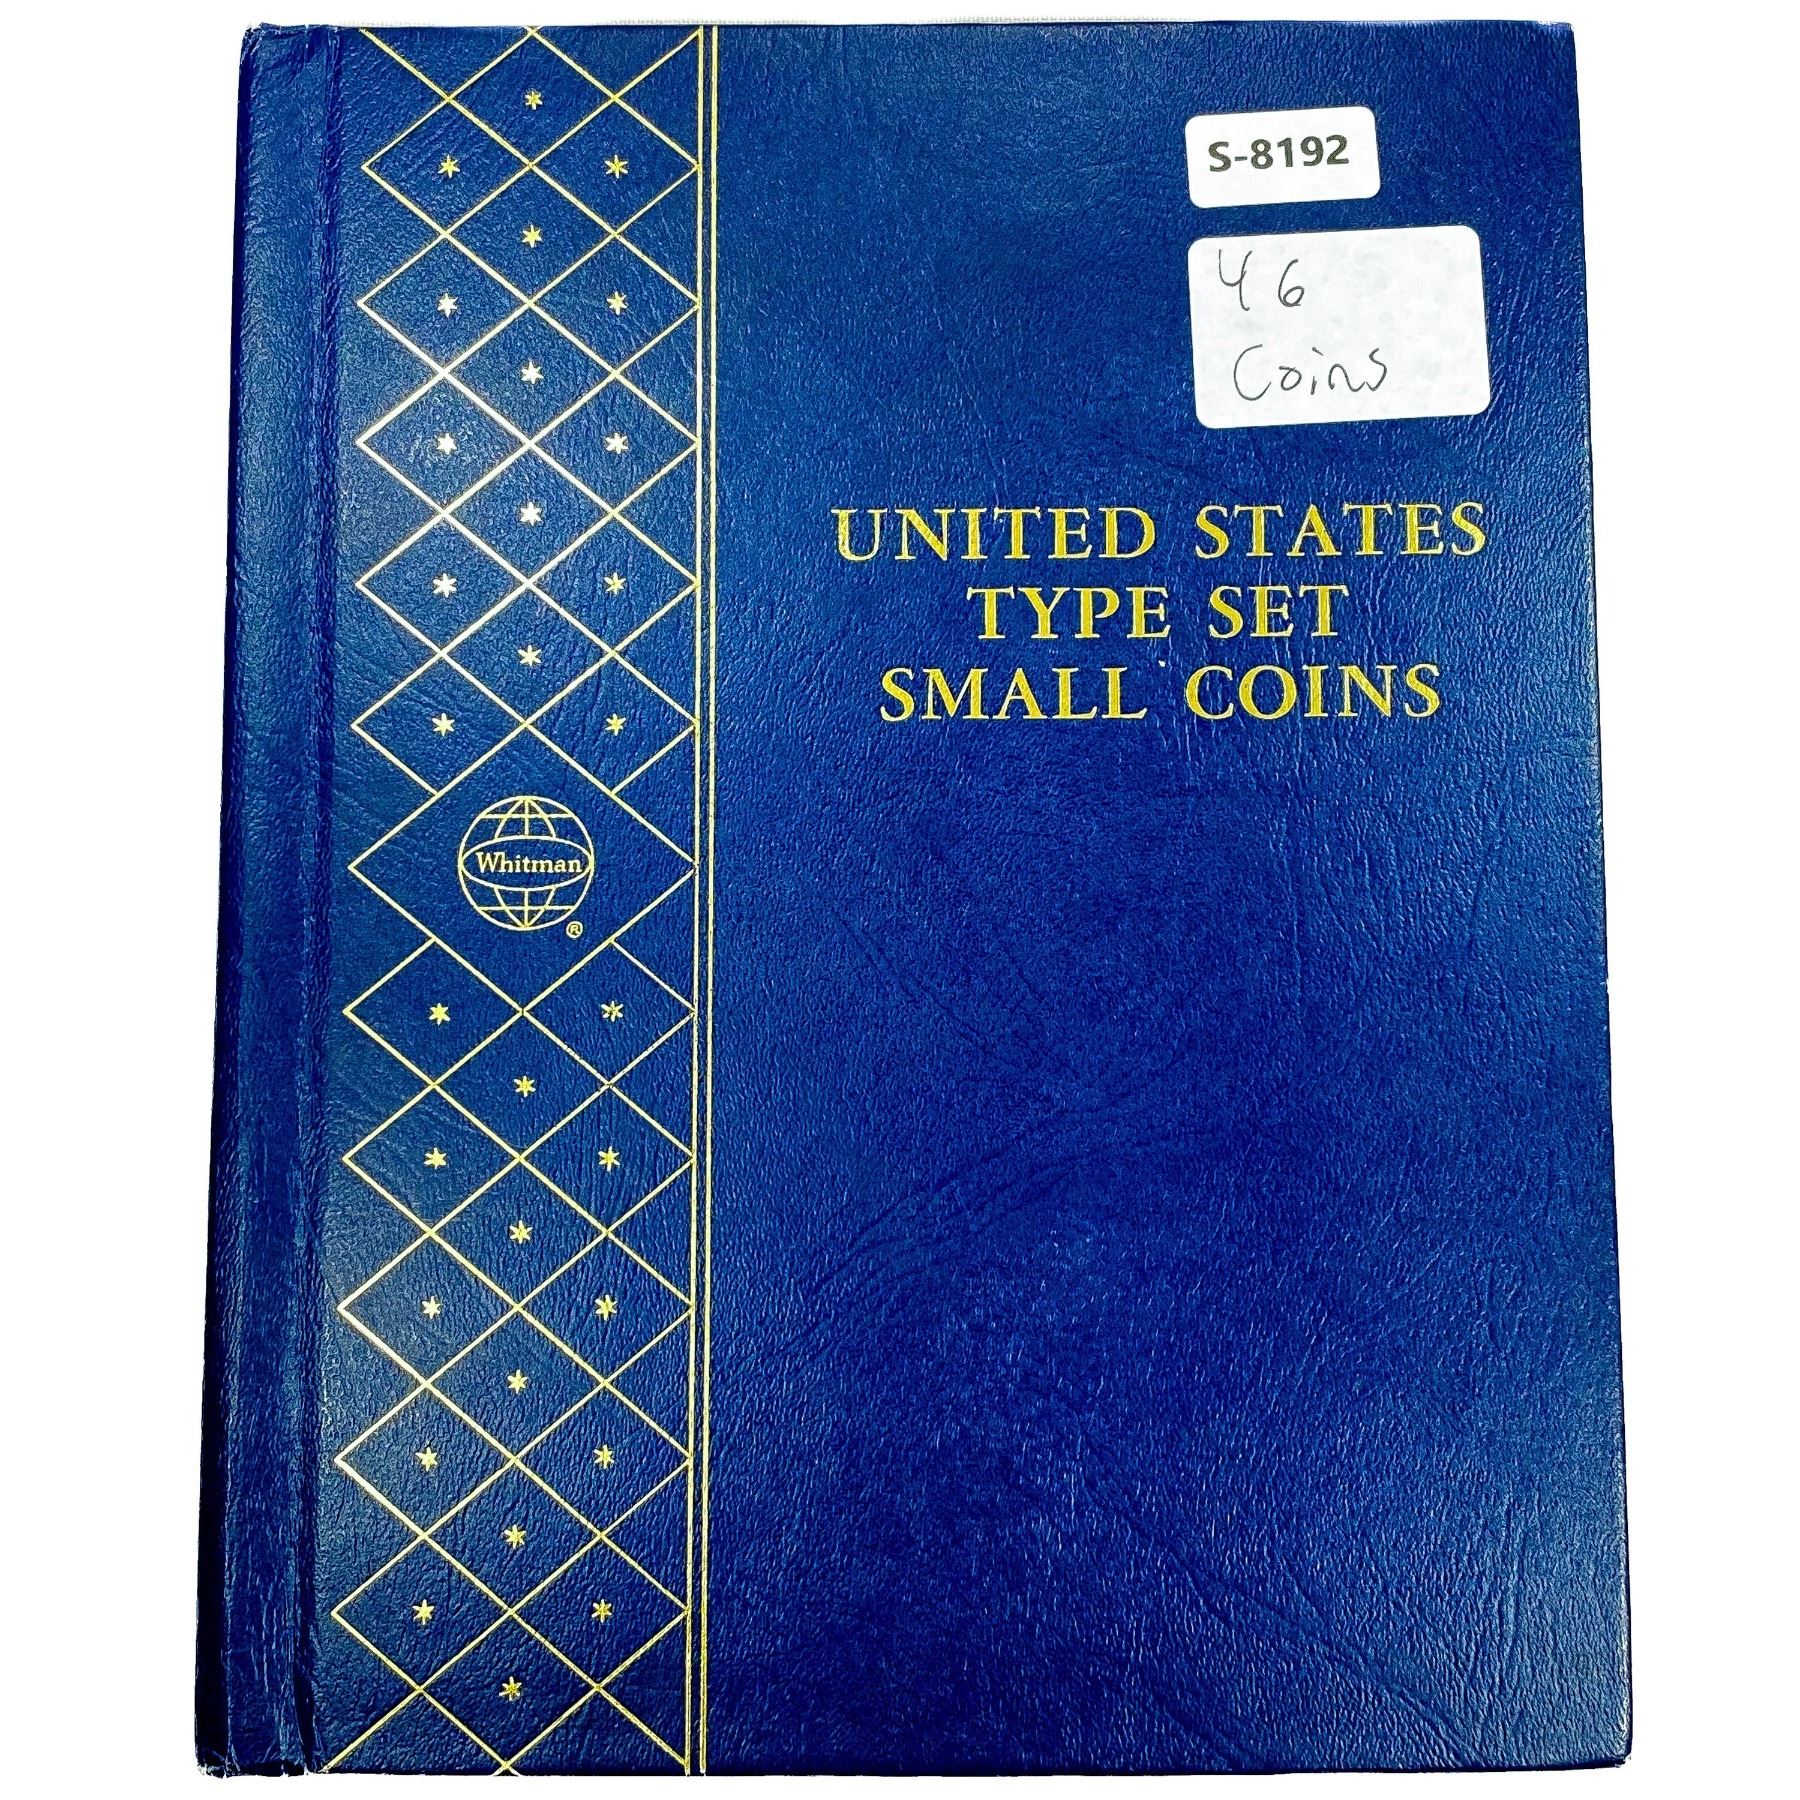 S-8192
46
Coins
UNITED STATES
TYPE SET
SMALL COINS
Whitman
®